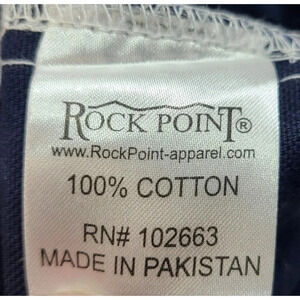 ROCK POINT®
www.RockPoint-apparel.com
100% COTTON
RN# 102663
MADE IN PAKISTAN